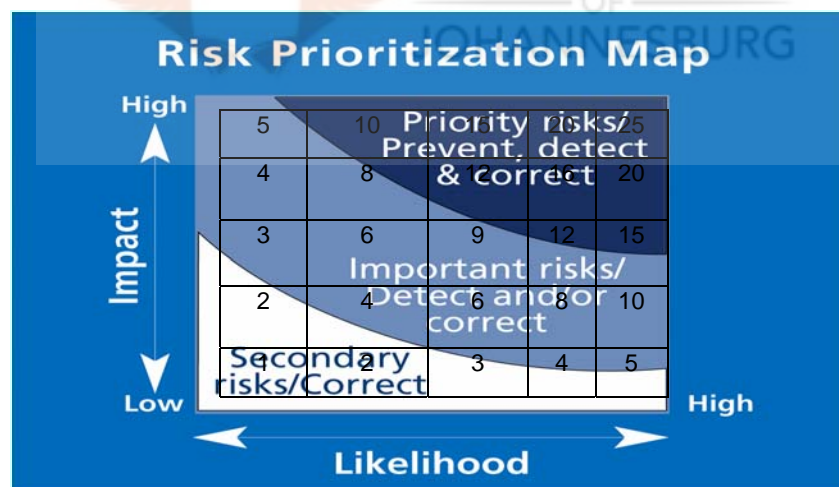 OF
JOHANNESBURG
Risk Prioritization Map
High
Impact
Low
5 10 15 20 25
Priority risks/
Prevent, detect
& correct
4 8 12 16 20
3 6 9 12 15
Important risks/
Detect and/or
correct
2 4 6 8 10
Secondary
risks/Correct
1 2 3 4 5
High
Likelihood